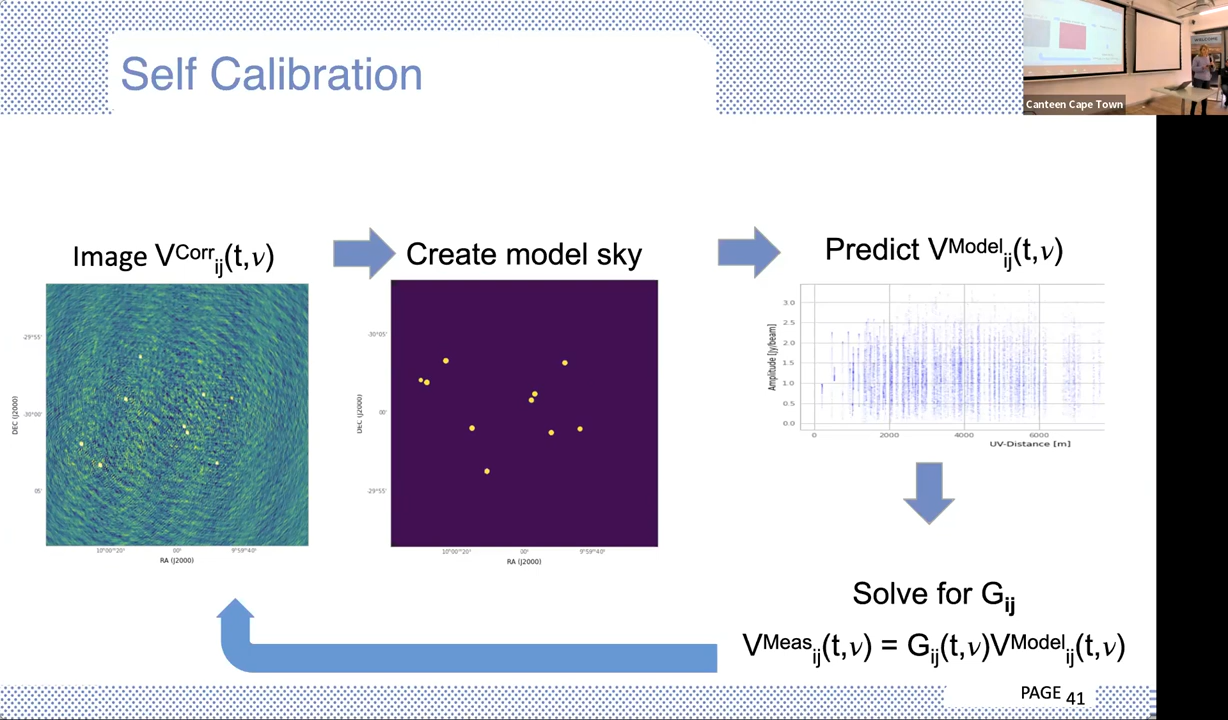 Self Calibration
WELCOME
Canteen Cape Town
Image V^Corr_ij(t,ν)
Create model sky
Predict V^Model_ij(t,ν)
-29°55'
-30°00'
05'
DEC (J2000)
10ʰ00ᵐ20ˢ 00ˢ 9ʰ59ᵐ40ˢ
RA (J2000)
-30°05'
00'
-29°55'
DEC (J2000)
10ʰ00ᵐ20ˢ 00ˢ 9ʰ59ᵐ40ˢ
RA (J2000)
Amplitude [Jy/beam]
3.0
2.5
2.0
1.5
1.0
0.5
0.0
0 2000 4000 6000
UV-Distance [m]
Solve for G_ij
V^Meas_ij(t,ν) = G_ij(t,ν)V^Model_ij(t,ν)
PAGE 41